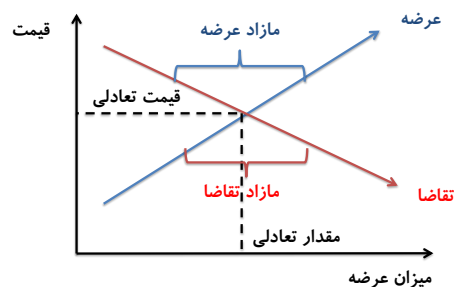 عرضه
مازاد عرضه
قیمت
قیمت تعادلی
مازاد تقاضا
تقاضا
مقدار تعادلی
میزان عرضه